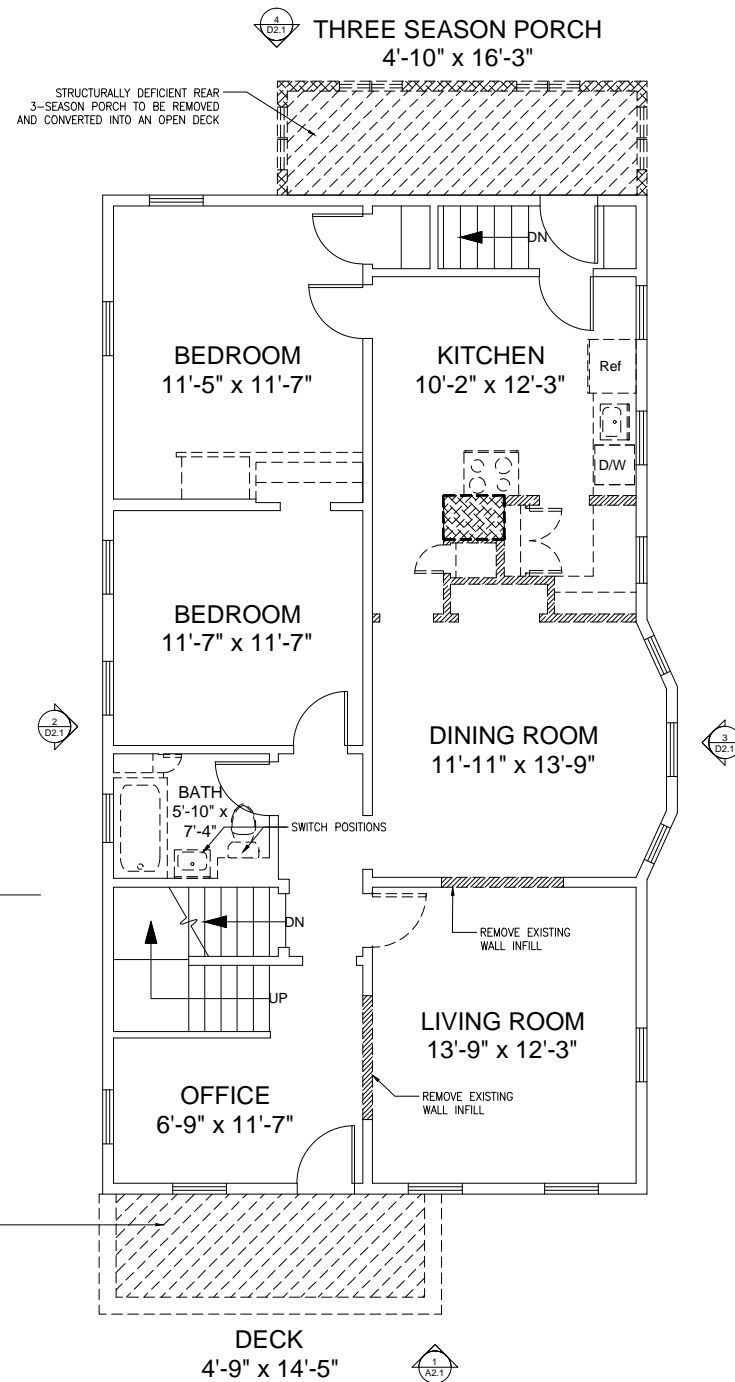 4
D2.1
THREE SEASON PORCH
4'-10" x 16'-3"
STRUCTURALLY DEFICIENT REAR
3-SEASON PORCH TO BE REMOVED
AND CONVERTED INTO AN OPEN DECK
DN
BEDROOM
11'-5" x 11'-7"
KITCHEN
10'-2" x 12'-3"
Ref
D/W
BEDROOM
11'-7" x 11'-7"
2
D2.1
DINING ROOM
11'-11" x 13'-9"
3
D2.1
BATH
5'-10" x
7'-4"
SWITCH POSITIONS
DN
REMOVE EXISTING
WALL INFILL
UP
LIVING ROOM
13'-9" x 12'-3"
OFFICE
6'-9" x 11'-7"
REMOVE EXISTING
WALL INFILL
DECK
4'-9" x 14'-5"
1
A2.1